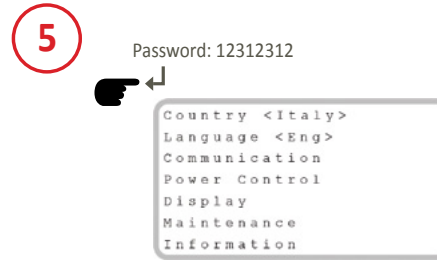 5
Password: 12312312
Country <Italy>
Language <Eng>
Communication
Power Control
Display
Maintenance
Information